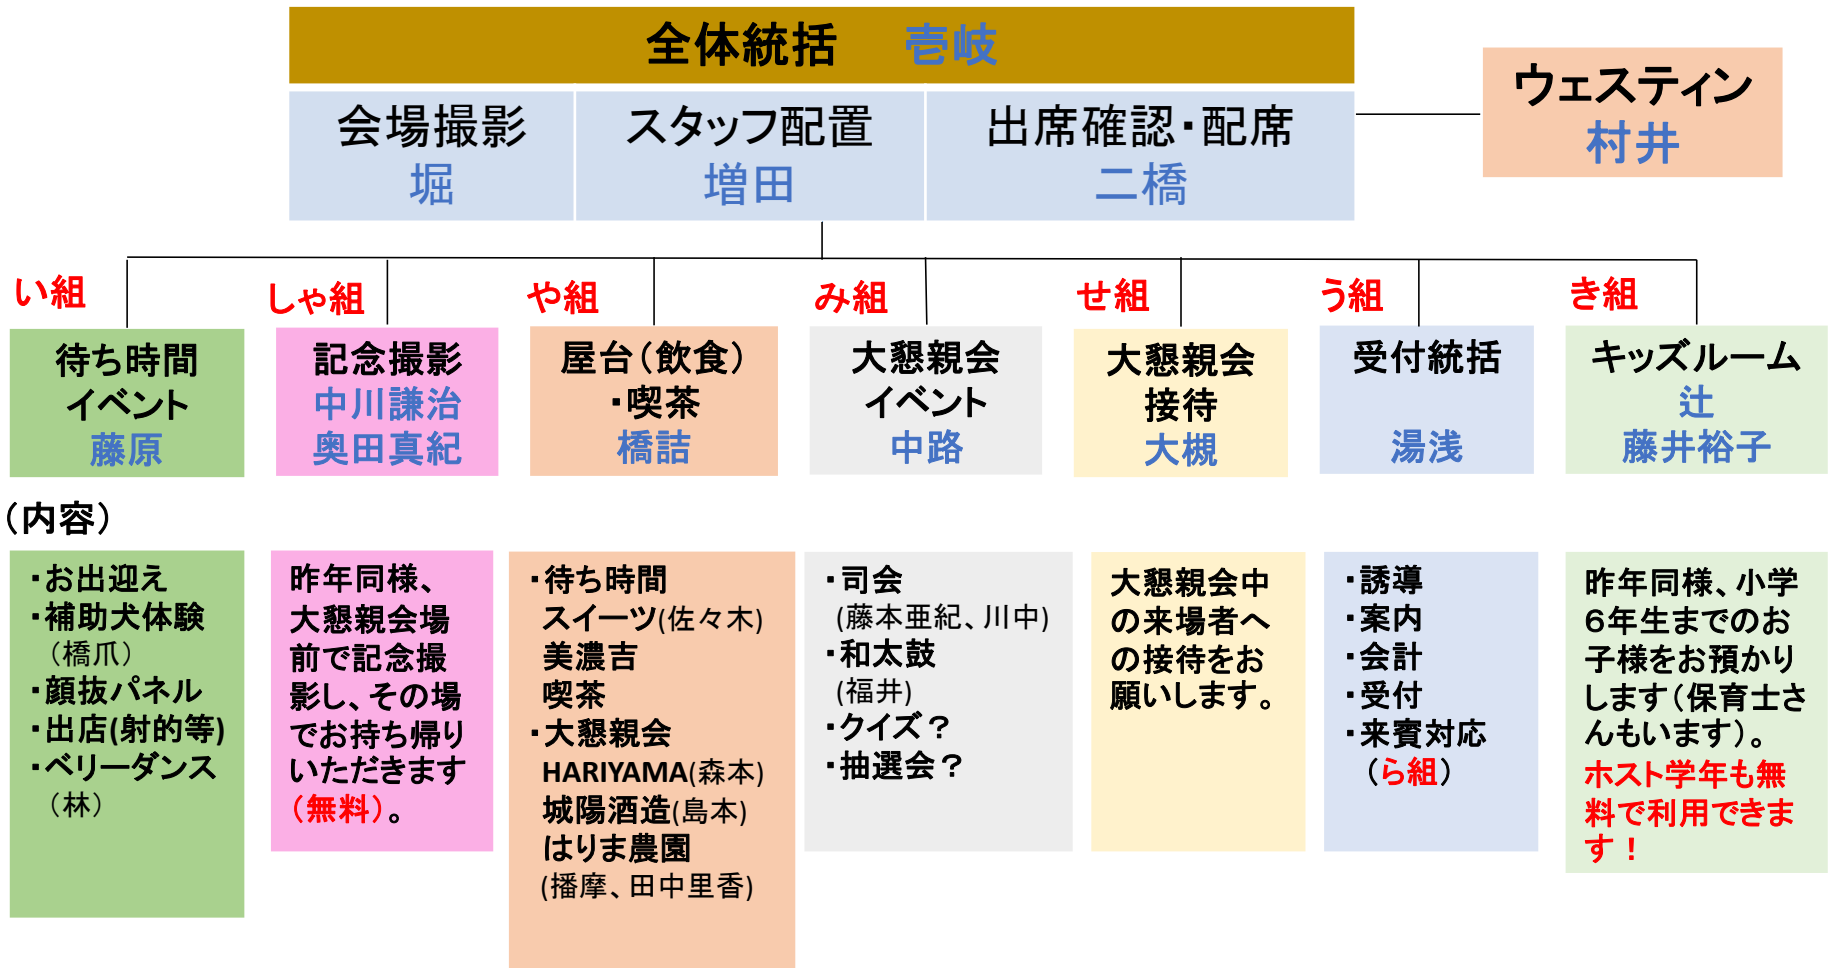 全体統括　壱岐
会場撮影
堀
スタッフ配置
増田
出席確認・配席
二橋
ウェスティン
村井
い組
待ち時間
イベント
藤原
しゃ組
記念撮影
中川謙治
奥田真紀
や組
屋台（飲食）
・喫茶
橋詰
み組
大懇親会
イベント
中路
せ組
大懇親会
接待
大槻
う組
受付統括
湯浅
き組
キッズルーム
辻
藤井裕子
（内容）
・お出迎え
・補助犬体験
（橋爪）
・顔抜パネル
・出店(射的等)
・ベリーダンス
（林）
昨年同様、
大懇親会場
前で記念撮
影し、その場
でお持ち帰り
いただきます
（無料）。
・待ち時間
スイーツ(佐々木)
美濃吉
喫茶
・大懇親会
HARIYAMA(森本)
城陽酒造(島本)
はりま農園
(播摩、田中里香)
・司会
(藤本亜紀、川中)
・和太鼓
(福井)
・クイズ？
・抽選会？
大懇親会中
の来場者へ
の接待をお
願いします。
・誘導
・案内
・会計
・受付
・来賓対応
（ら組）
昨年同様、小学
６年生までのお
子様をお預かり
します（保育士さ
んもいます）。
ホスト学年も無
料で利用できま
す！